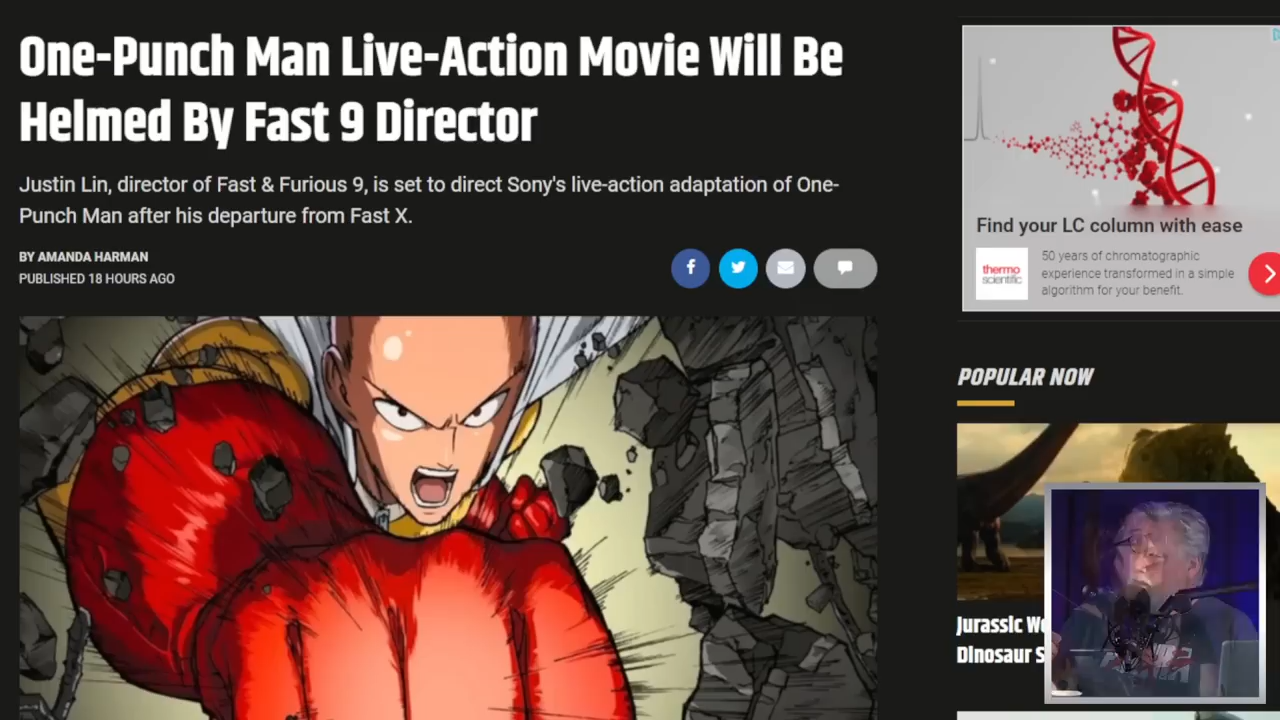 One-Punch Man Live-Action Movie Will Be
Helmed By Fast 9 Director
Justin Lin, director of Fast & Furious 9, is set to direct Sony's live-action adaptation of One-
Punch Man after his departure from Fast X.
BY AMANDA HARMAN
PUBLISHED 18 HOURS AGO
Find your LC column with ease
thermo
scientific
50 years of chromatographic
experience transformed in a simple
algorithm for your benefit.
POPULAR NOW
Jurassic
Dinosaur